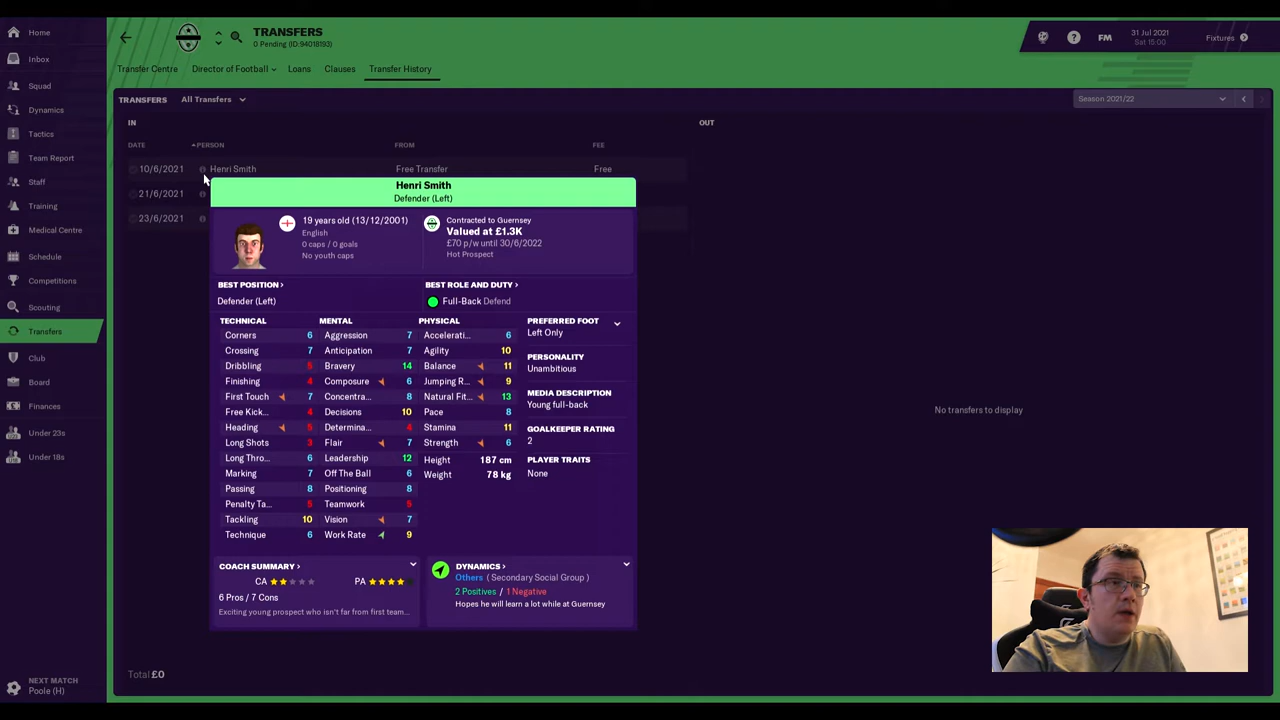 Home
Inbox
Squad
Dynamics
Tactics
Team Report
Staff
Training
Medical Centre
Schedule
Competitions
Scouting
Transfers
Club
Board
Finances
Under 23s
Under 18s
NEXT MATCH
Poole (H)
TRANSFERS
0 Pending (ID:94018193)
FM
31 Jul 2021
Sat 15:00
Fixtures
Transfer Centre Director of Football Loans Clauses Transfer History
TRANSFERS All Transfers
Season 2021/22
IN
OUT
DATE PERSON FROM FEE
10/6/2021 Henri Smith Free Transfer Free
21/6/2021
23/6/2021
Henri Smith
Defender (Left)
19 years old (13/12/2001)
English
0 caps / 0 goals
No youth caps
Contracted to Guernsey
Valued at £1.3K
£70 p/w until 30/6/2022
Hot Prospect
BEST POSITION
Defender (Left)
BEST ROLE AND DUTY
Full-Back Defend
TECHNICAL
Corners 6
Crossing 7
Dribbling 5
Finishing 4
First Touch 7
Free Kick... 4
Heading 5
Long Shots 3
Long Thro... 6
Marking 7
Passing 8
Penalty Ta... 5
Tackling 10
Technique 6
MENTAL
Aggression 7
Anticipation 7
Bravery 14
Composure 6
Concentra... 8
Decisions 10
Determina... 4
Flair 7
Leadership 12
Off The Ball 6
Positioning 8
Teamwork 5
Vision 7
Work Rate 9
PHYSICAL
Accelerati... 6
Agility 10
Balance 11
Jumping R... 9
Natural Fit... 13
Pace 8
Stamina 11
Strength 6
Height 187 cm
Weight 78 kg
PREFERRED FOOT
Left Only
PERSONALITY
Unambitious
MEDIA DESCRIPTION
Young full-back
GOALKEEPER RATING
2
PLAYER TRAITS
None
COACH SUMMARY
CA PA
6 Pros / 7 Cons
Exciting young prospect who isn't far from first team...
DYNAMICS
Others ( Secondary Social Group )
2 Positives / 1 Negative
Hopes he will learn a lot while at Guernsey
No transfers to display
Total £0